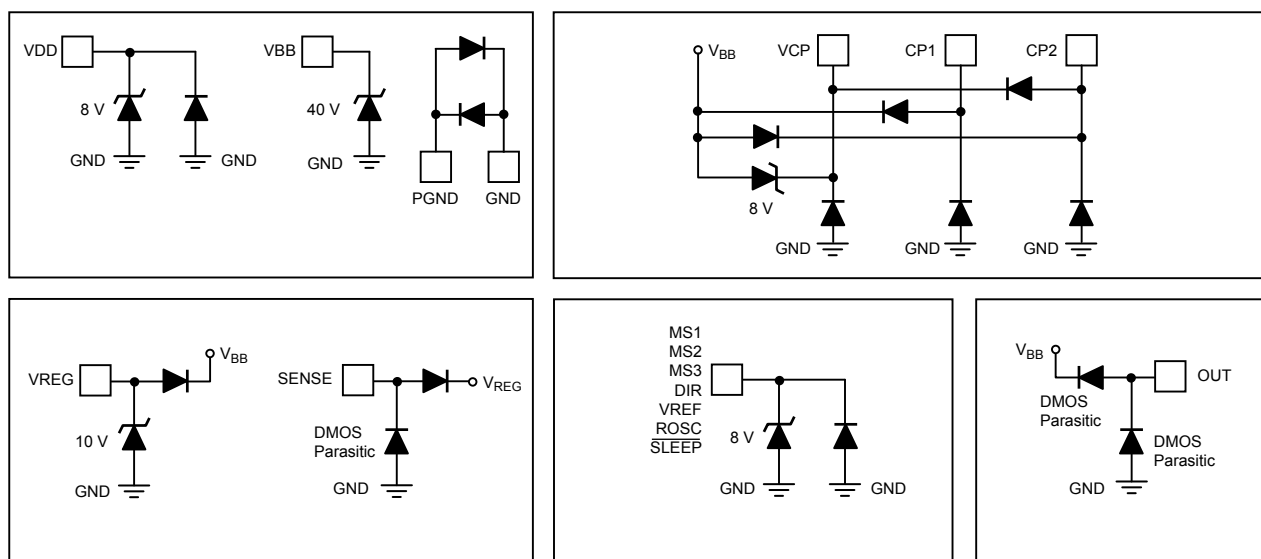 VDD
8 V
GND
GND
VBB
40 V
GND
PGND
GND
VBB
VCP
CP1
CP2
8 V
GND
GND
GND
VREG
VBB
10 V
GND
SENSE
VREG
DMOS
Parasitic
GND
MS1
MS2
MS3
DIR
VREF
ROSC
SLEEP
8 V
GND
GND
VBB
OUT
DMOS
Parasitic
DMOS
Parasitic
GND